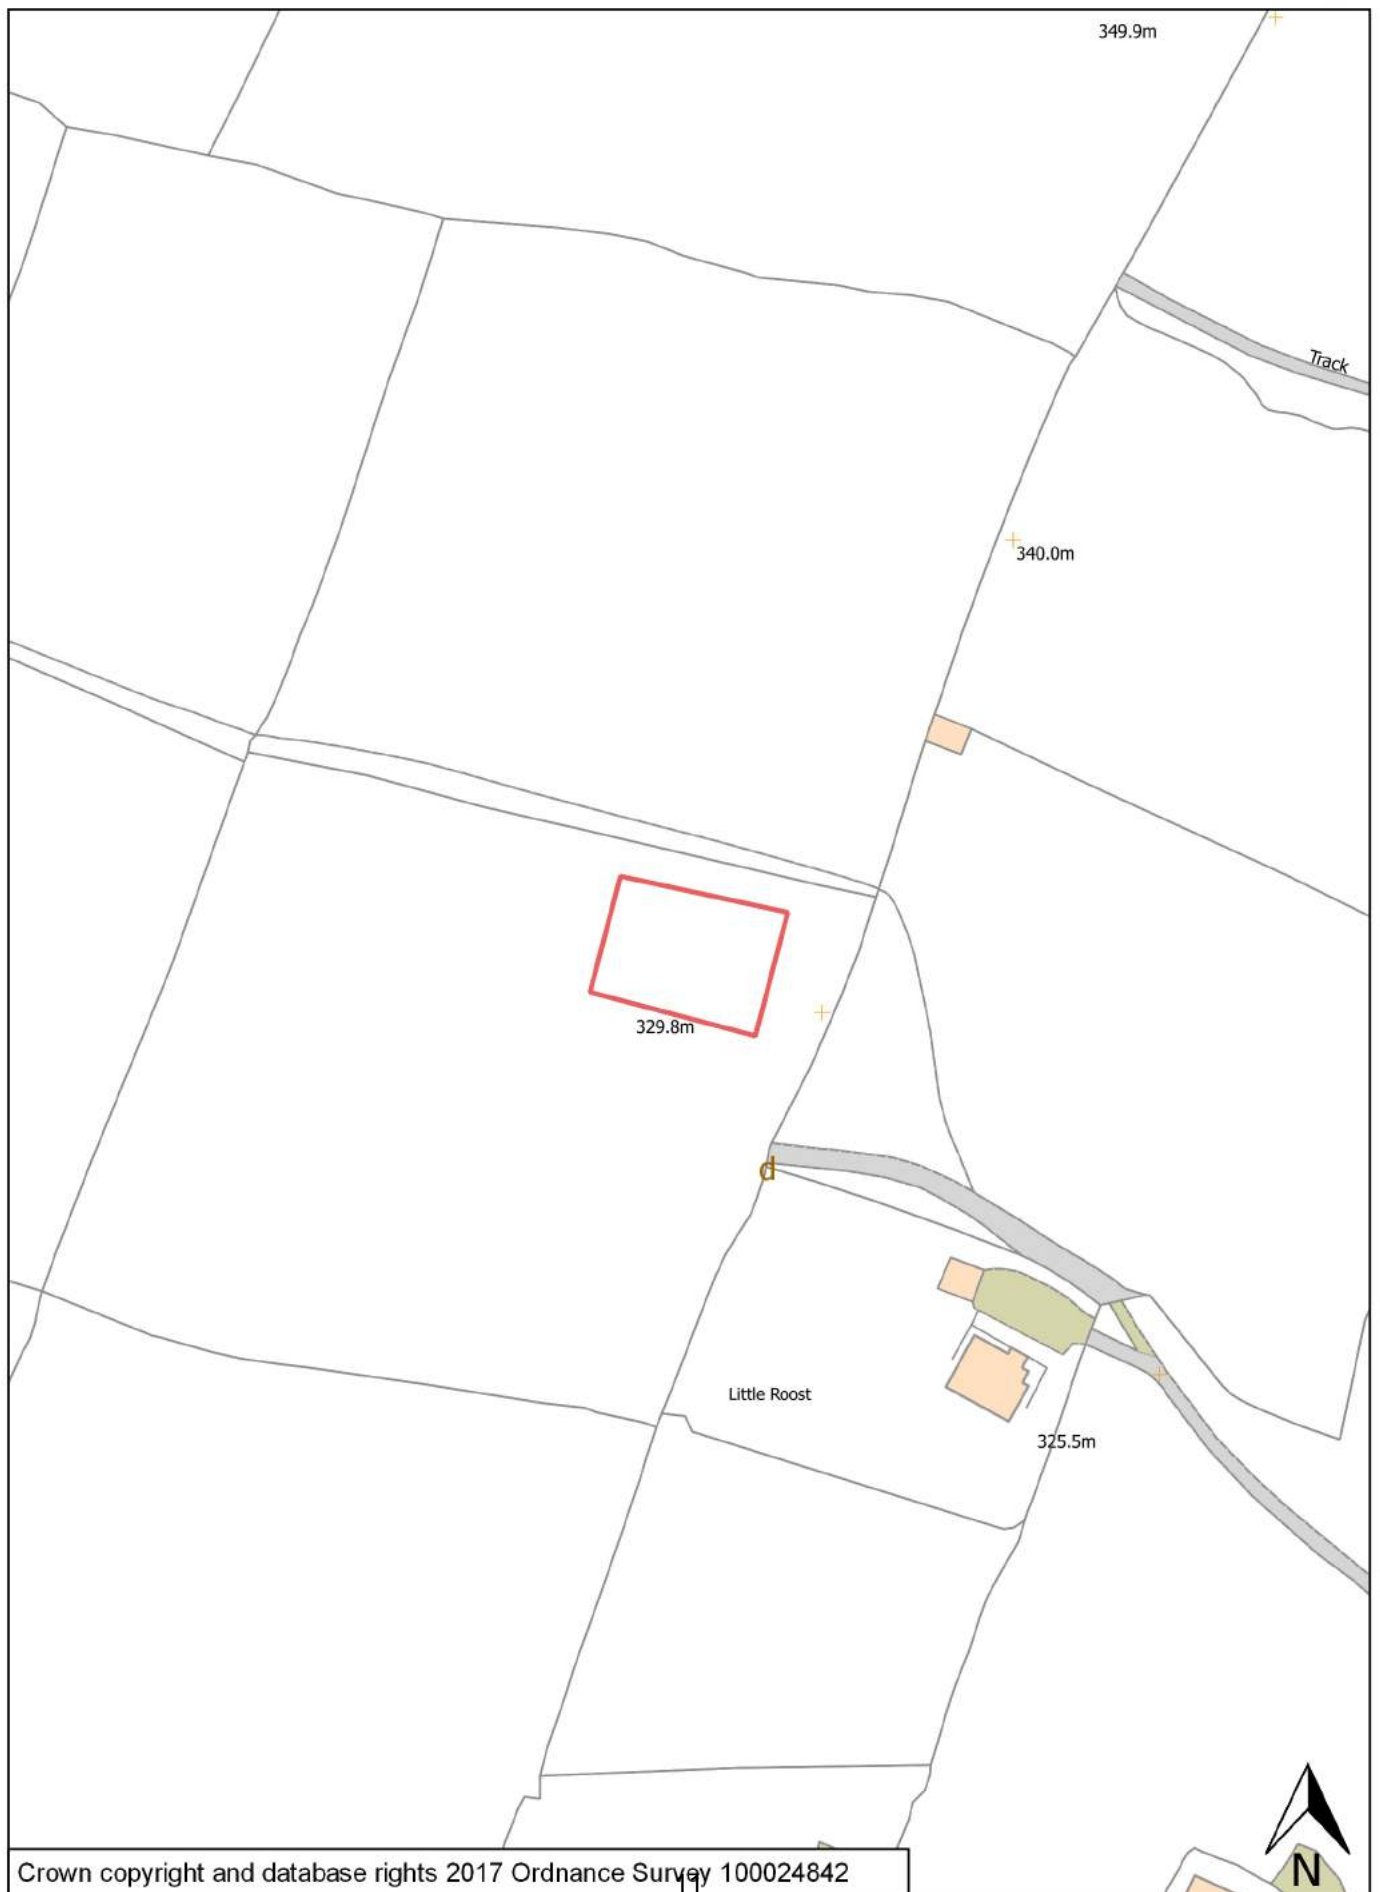 349.9m
Track
340.0m
329.8m
d
Little Roost
325.5m
N
Crown copyright and database rights 2017 Ordnance Survey 100024842
11